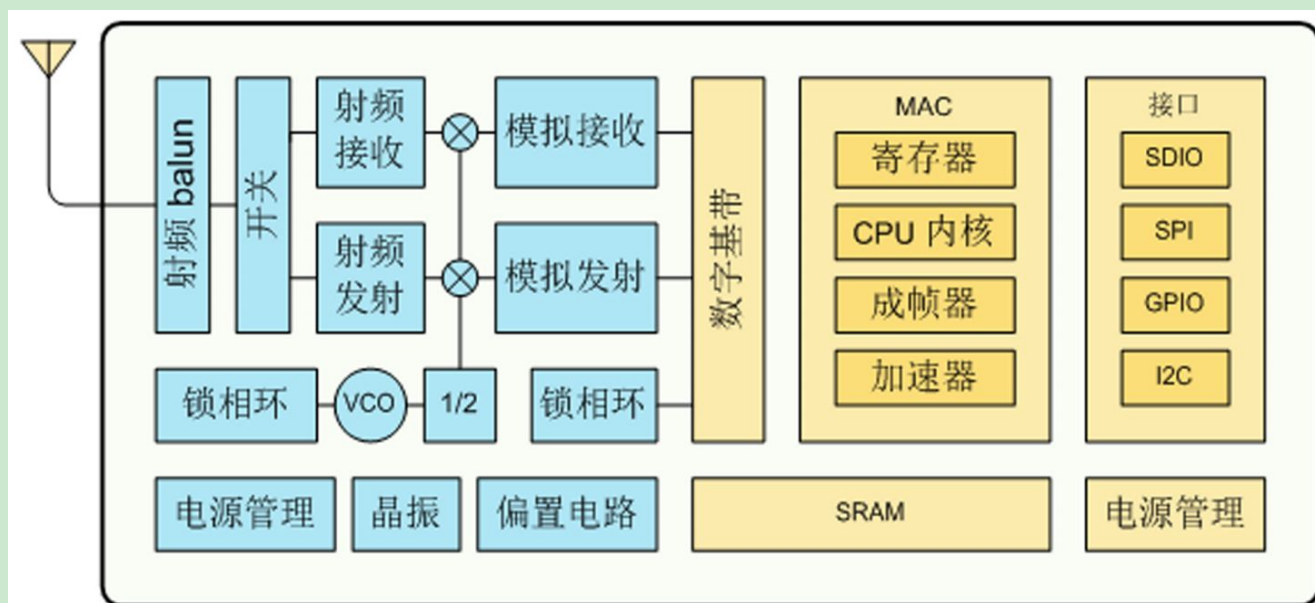 射频 balun
开关
射频
接收
模拟接收
射频
发射
模拟发射
锁相环
VCO
1/2
锁相环
数字基带
MAC
寄存器
CPU 内核
成帧器
加速器
接口
SDIO
SPI
GPIO
I2C
电源管理
晶振
偏置电路
SRAM
电源管理